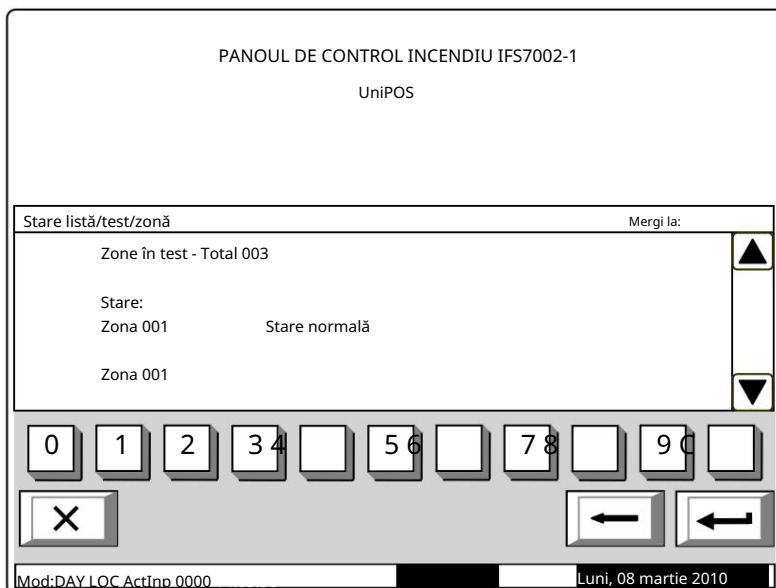 PANOUL DE CONTROL INCENDIU IFS7002-1
UniPOS
Stare listă/test/zonă Mergi la:
Zone în test - Total 003
Stare:
Zona 001 Stare normală
Zona 001
0 1 2 3 4 5 6 7 8 9 C
Mod:DAY LOC ActInp 0000 Luni, 08 martie 2010